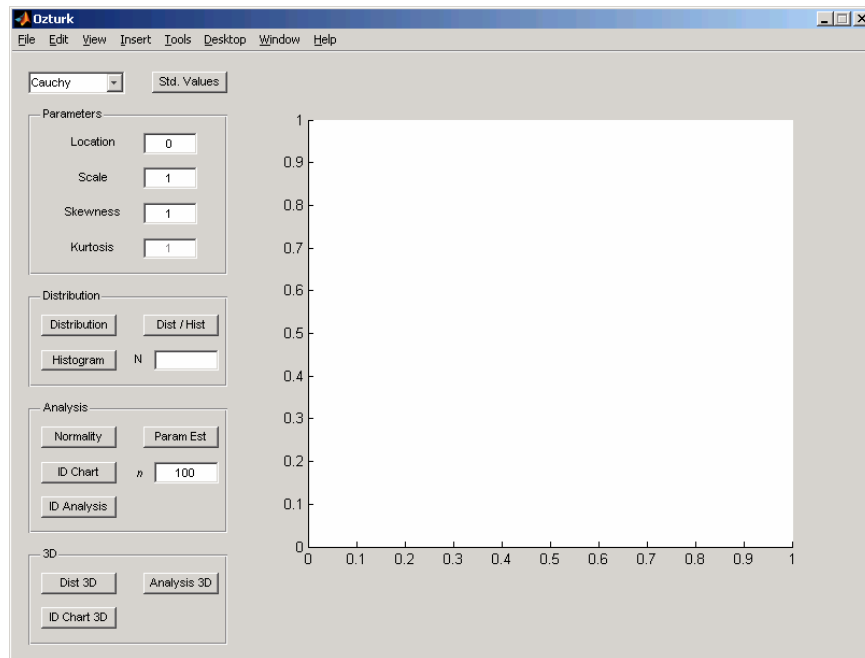 Ozturk
File Edit View Insert Tools Desktop Window Help
Cauchy Std. Values
Parameters
Location 0
Scale 1
Skewness 1
Kurtosis 1
Distribution
Distribution Dist / Hist
Histogram N
Analysis
Normality Param Est
ID Chart n 100
ID Analysis
3D
Dist 3D Analysis 3D
ID Chart 3D
1
0.9
0.8
0.7
0.6
0.5
0.4
0.3
0.2
0.1
0
0 0.1 0.2 0.3 0.4 0.5 0.6 0.7 0.8 0.9 1